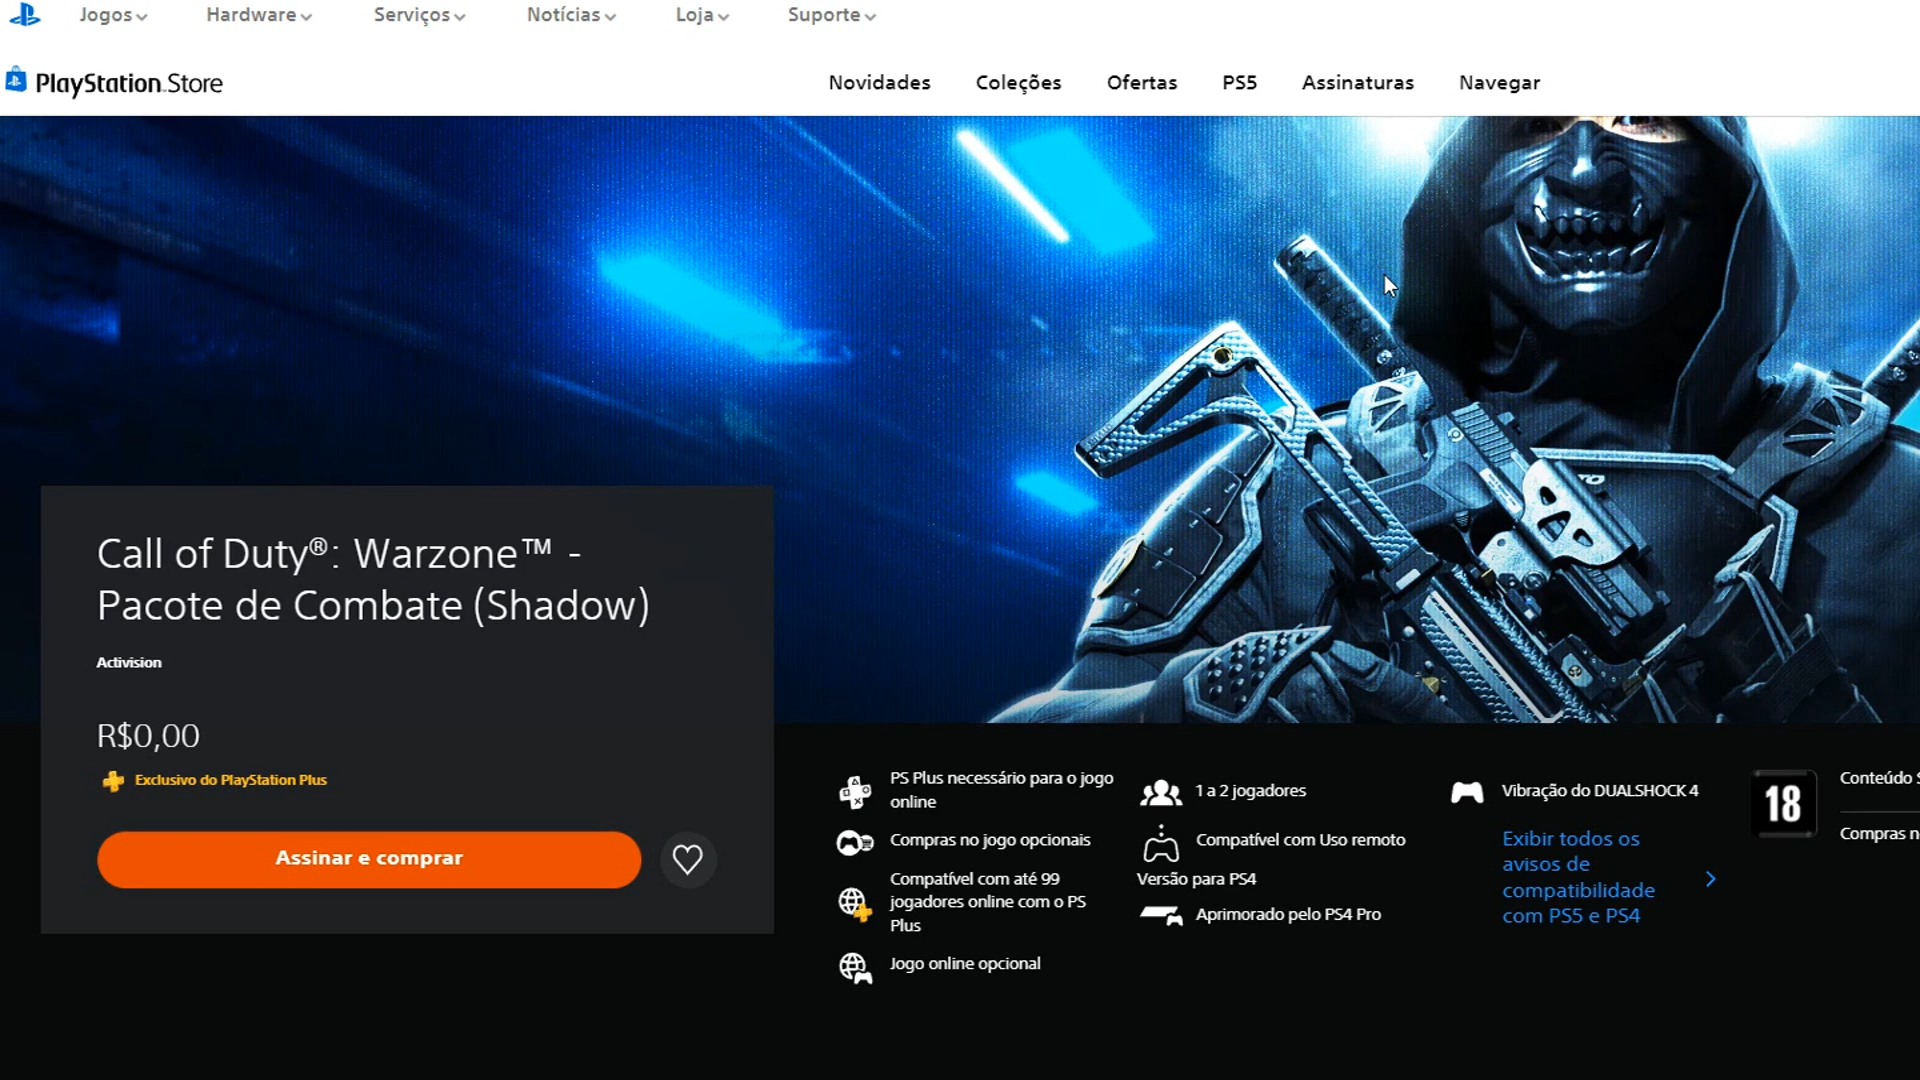 Jogos
Hardware
Serviços
Notícias
Loja
Suporte
PlayStation Store
Novidades
Coleções
Ofertas
PS5
Assinaturas
Navegar
Call of Duty®: Warzone™ -
Pacote de Combate (Shadow)
Activision
R$0,00
Exclusivo do PlayStation Plus
Assinar e comprar
PS Plus necessário para o jogo
online
Compras no jogo opcionais
Compatível com até 99
jogadores online com o PS
Plus
Jogo online opcional
1 a 2 jogadores
Compatível com Uso remoto
Versão para PS4
Aprimorado pelo PS4 Pro
Vibração do DUALSHOCK 4
Exibir todos os
avisos de
compatibilidade
com PS5 e PS4
18
Conteúdo S
Compras n